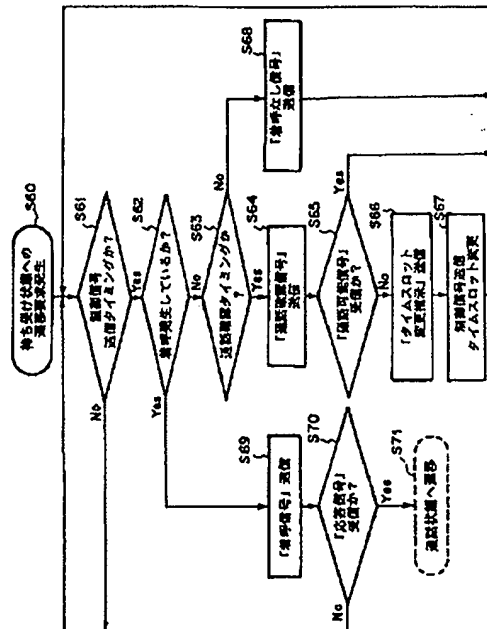 S60
待ち受け状態への
遷移要求発生
S61
制御信号
送信タイミングか?
No
Yes
S62
着呼発生しているか?
Yes
No
S63
通話確認タイミングか
?
No
Yes
S68
「着呼なし信号」
送信
S64
「通話確認信号」
送信
S65
「通話可能信号」
受信か?
Yes
No
S66
「タイムスロット
変更要求」送信
S67
制御信号送信
タイムスロット変更
S69
「着呼信号」送信
S70
「応答信号」
受信か?
No
Yes
S71
通話状態へ遷移